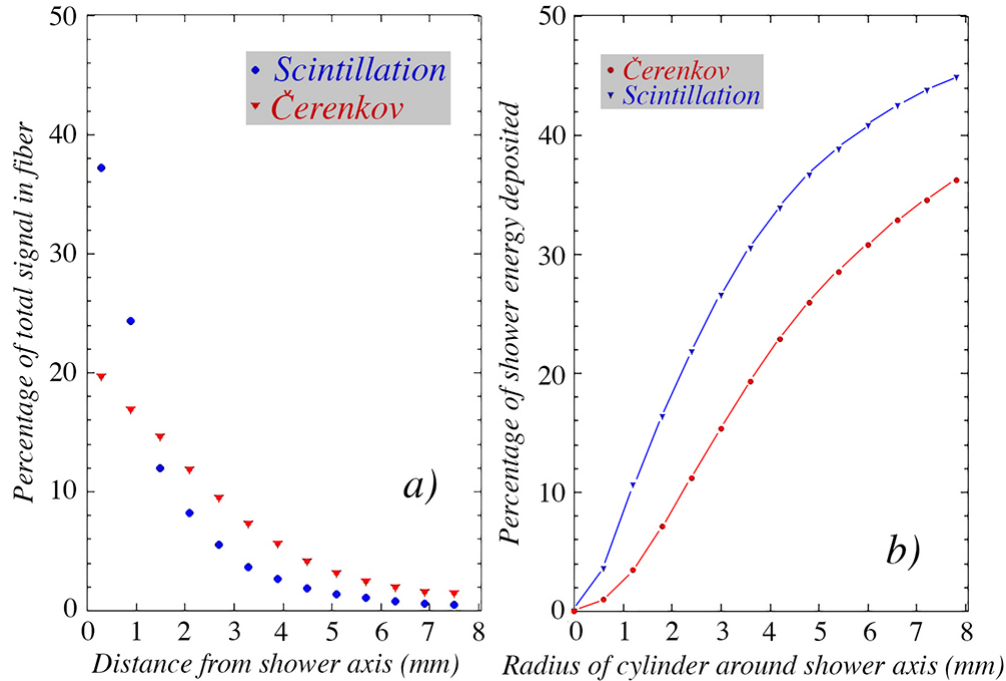 50
40
30
20
10
0
Percentage of total signal in fiber
Scintillation
Čerenkov
a)
0 1 2 3 4 5 6 7 8
Distance from shower axis (mm)
50
40
30
20
10
0
Percentage of shower energy deposited
Čerenkov
Scintillation
b)
0 1 2 3 4 5 6 7 8
Radius of cylinder around shower axis (mm)